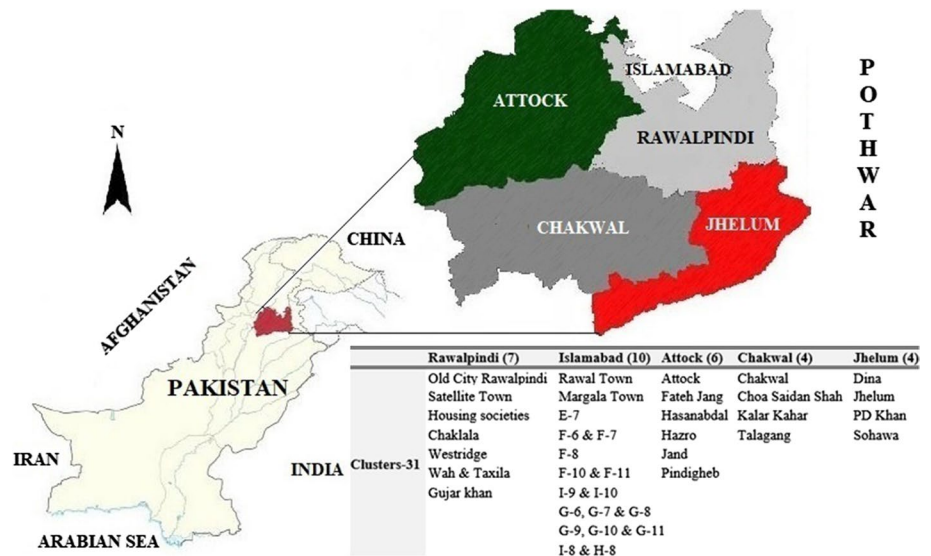 N
ISLAMABAD
ATTOCK
RAWALPINDI
CHAKWAL
JHELUM
POTHWAR
CHINA
AFGHANISTAN
PAKISTAN
IRAN
INDIA
ARABIAN SEA
Rawalpindi (7) Islamabad (10) Attock (6) Chakwal (4) Jhelum (4)
Clusters-31
Old City Rawalpindi Rawal Town Attock Chakwal Dina
Satellite Town Margala Town Fateh Jang Choa Saidan Shah Jhelum
Housing societies E-7 Hasanabdal Kalar Kahar PD Khan
Chaklala F-6 & F-7 Hazro Talagang Sohawa
Westridge F-8 Jand
Wah & Taxila F-10 & F-11 Pindigheb
Gujar khan I-9 & I-10
G-6, G-7 & G-8
G-9, G-10 & G-11
I-8 & H-8